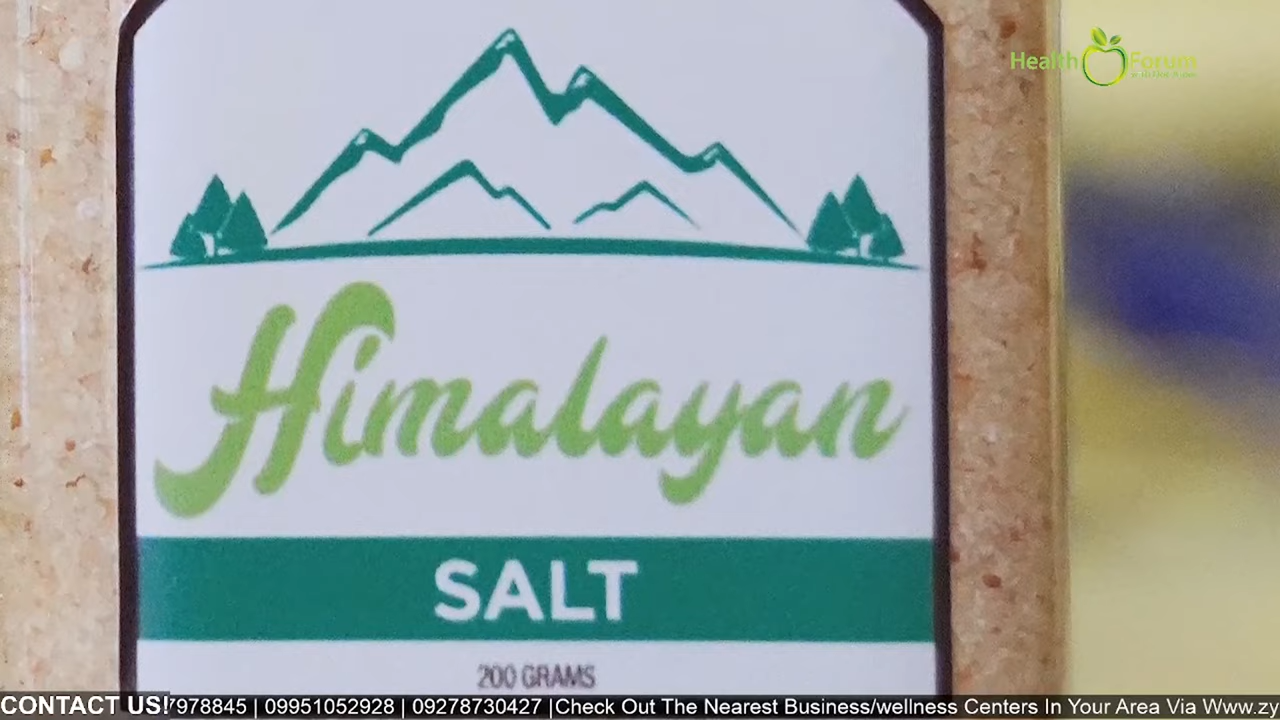 Health Forum
Himalayan
SALT
200 GRAMS
CONTACT US! 7978845 | 09951052928 | 09278730427 |Check Out The Nearest Business/wellness Centers In Your Area Via Www.zy